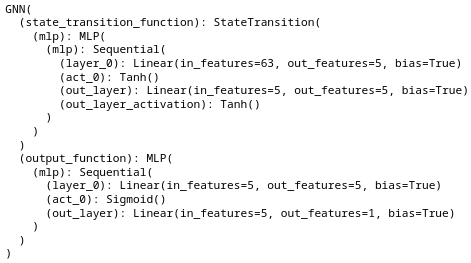 GNN(
  (state_transition_function): StateTransition(
    (mlp): MLP(
      (mlp): Sequential(
        (layer_0): Linear(in_features=63, out_features=5, bias=True)
        (act_0): Tanh()
        (out_layer): Linear(in_features=5, out_features=5, bias=True)
        (out_layer_activation): Tanh()
      )
    )
  )
  (output_function): MLP(
    (mlp): Sequential(
      (layer_0): Linear(in_features=5, out_features=5, bias=True)
      (act_0): Sigmoid()
      (out_layer): Linear(in_features=5, out_features=1, bias=True)
    )
  )
)